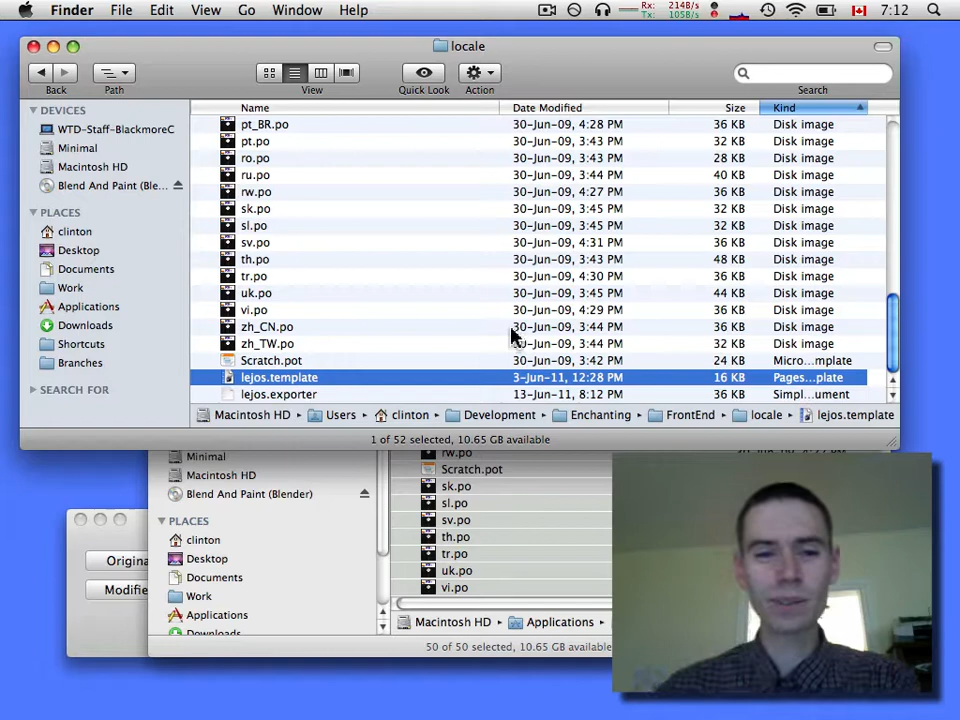 Finder File Edit View Go Window Help Rx: 214B/s Tx: 105B/s 7:12
locale
Back Path View Quick Look Action Search
Name Date Modified Size Kind
DEVICES
WTD-Staff-BlackmoreC
Minimal
Macintosh HD
Blend And Paint (Ble...
PLACES
clinton
Desktop
Documents
Work
Applications
Downloads
Shortcuts
Branches
SEARCH FOR
pt_BR.po 30-Jun-09, 4:28 PM 36 KB Disk image
pt.po 30-Jun-09, 3:43 PM 32 KB Disk image
ro.po 30-Jun-09, 3:43 PM 28 KB Disk image
ru.po 30-Jun-09, 3:44 PM 40 KB Disk image
rw.po 30-Jun-09, 4:27 PM 36 KB Disk image
sk.po 30-Jun-09, 3:45 PM 36 KB Disk image
sl.po 30-Jun-09, 3:45 PM 36 KB Disk image
sv.po 30-Jun-09, 4:31 PM 36 KB Disk image
th.po 30-Jun-09, 3:43 PM 48 KB Disk image
tr.po 30-Jun-09, 4:30 PM 36 KB Disk image
uk.po 30-Jun-09, 3:45 PM 44 KB Disk image
vi.po 30-Jun-09, 4:29 PM 36 KB Disk image
zh_CN.po 30-Jun-09, 3:44 PM 36 KB Disk image
zh_TW.po 30-Jun-09, 3:44 PM 32 KB Disk image
Scratch.pot 30-Jun-09, 3:42 PM 24 KB Micro...mplate
lejos.template 3-Jun-11, 12:28 PM 16 KB Pages...plate
lejos.exporter 13-Jun-11, 8:12 PM 36 KB Simpl...ument
Macintosh HD Users clinton Development Enchanting FrontEnd locale lejos.template
1 of 52 selected, 10.65 GB available
Origina
Modifie
Minimal
Macintosh HD
Blend And Paint (Blender)
PLACES
clinton
Desktop
Documents
Work
Applications
Downloads
rw.po
Scratch.pot
sk.po
sl.po
sv.po
th.po
tr.po
uk.po
vi.po
Macintosh HD Applications
50 of 50 selected, 10.65 GB available